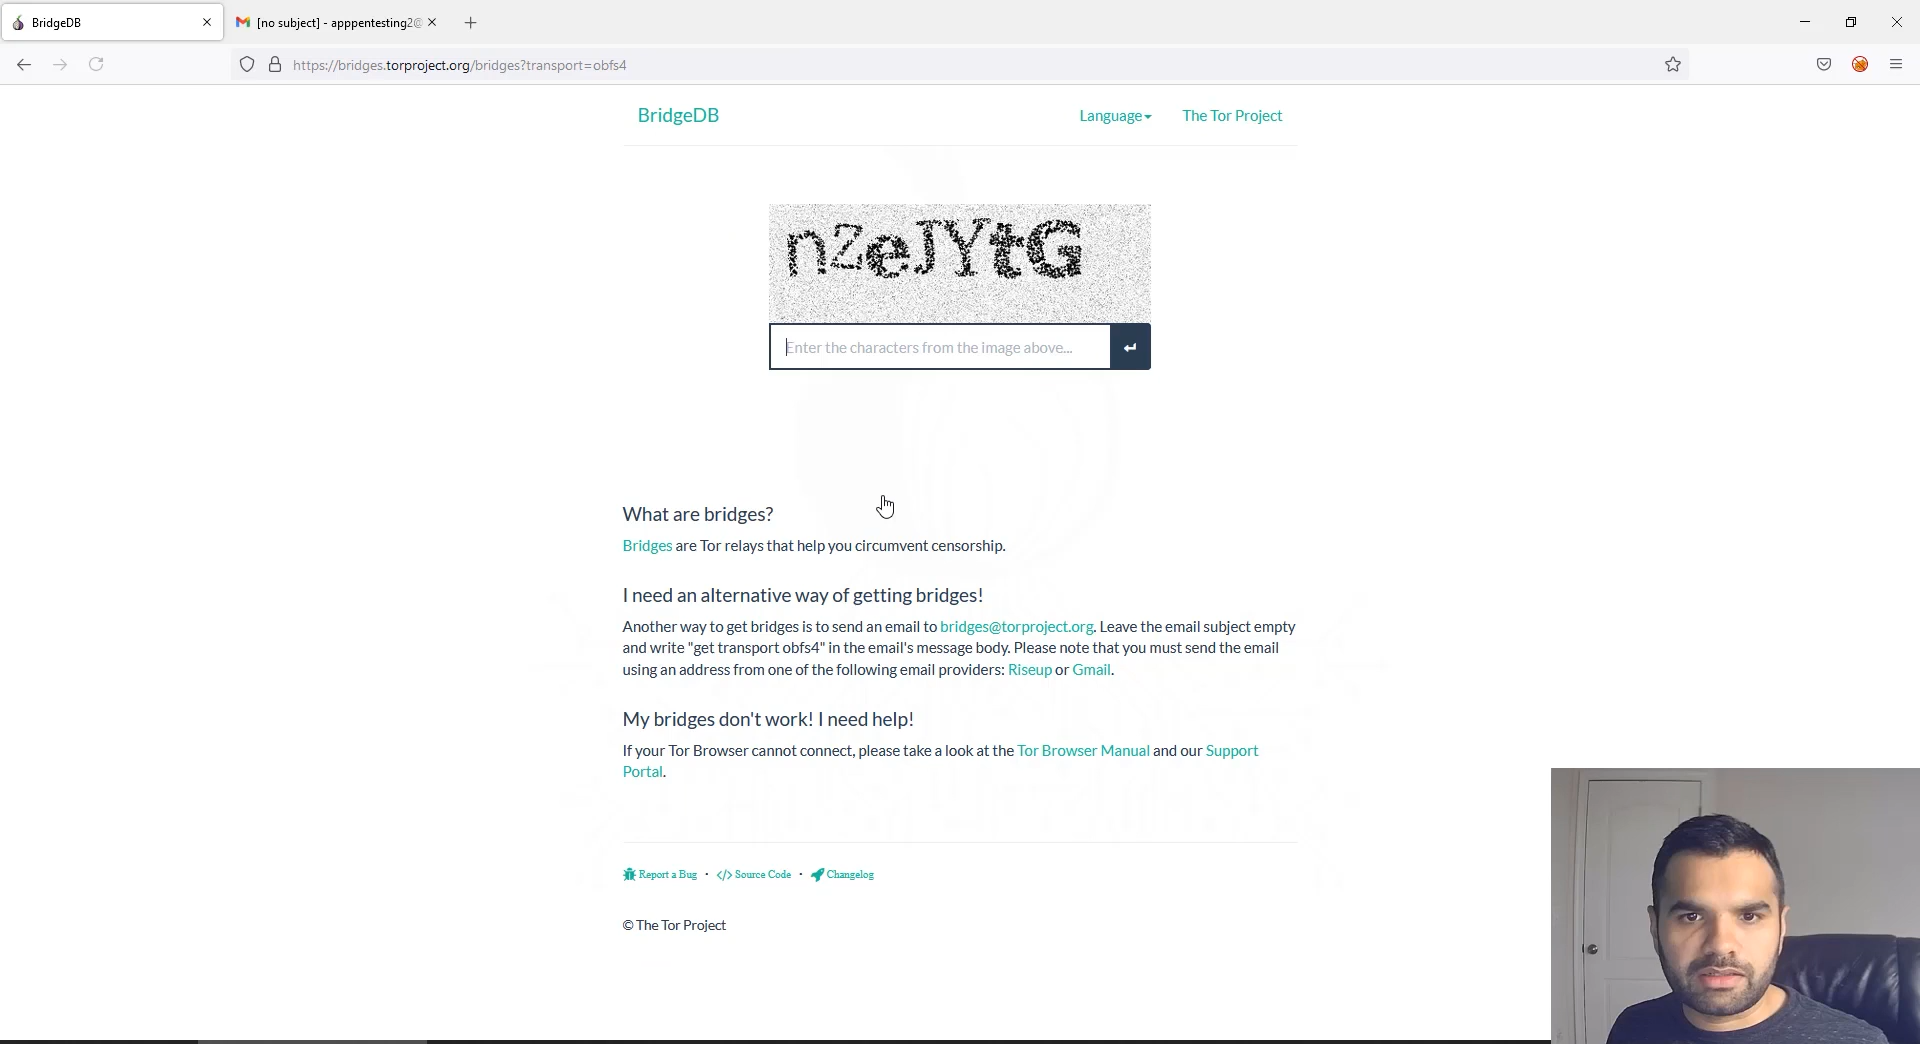 BridgeDB
[no subject] - apppentesting2@
https://bridges.torproject.org/bridges?transport=obfs4
BridgeDB
Language
The Tor Project
nZeJYtG
Enter the characters from the image above...
What are bridges?
Bridges are Tor relays that help you circumvent censorship.
I need an alternative way of getting bridges!
Another way to get bridges is to send an email to bridges@torproject.org. Leave the email subject empty
and write "get transport obfs4" in the email's message body. Please note that you must send the email
using an address from one of the following email providers: Riseup or Gmail.
My bridges don't work! I need help!
If your Tor Browser cannot connect, please take a look at the Tor Browser Manual and our Support
Portal.
Report a Bug · </> Source Code · Changelog
© The Tor Project